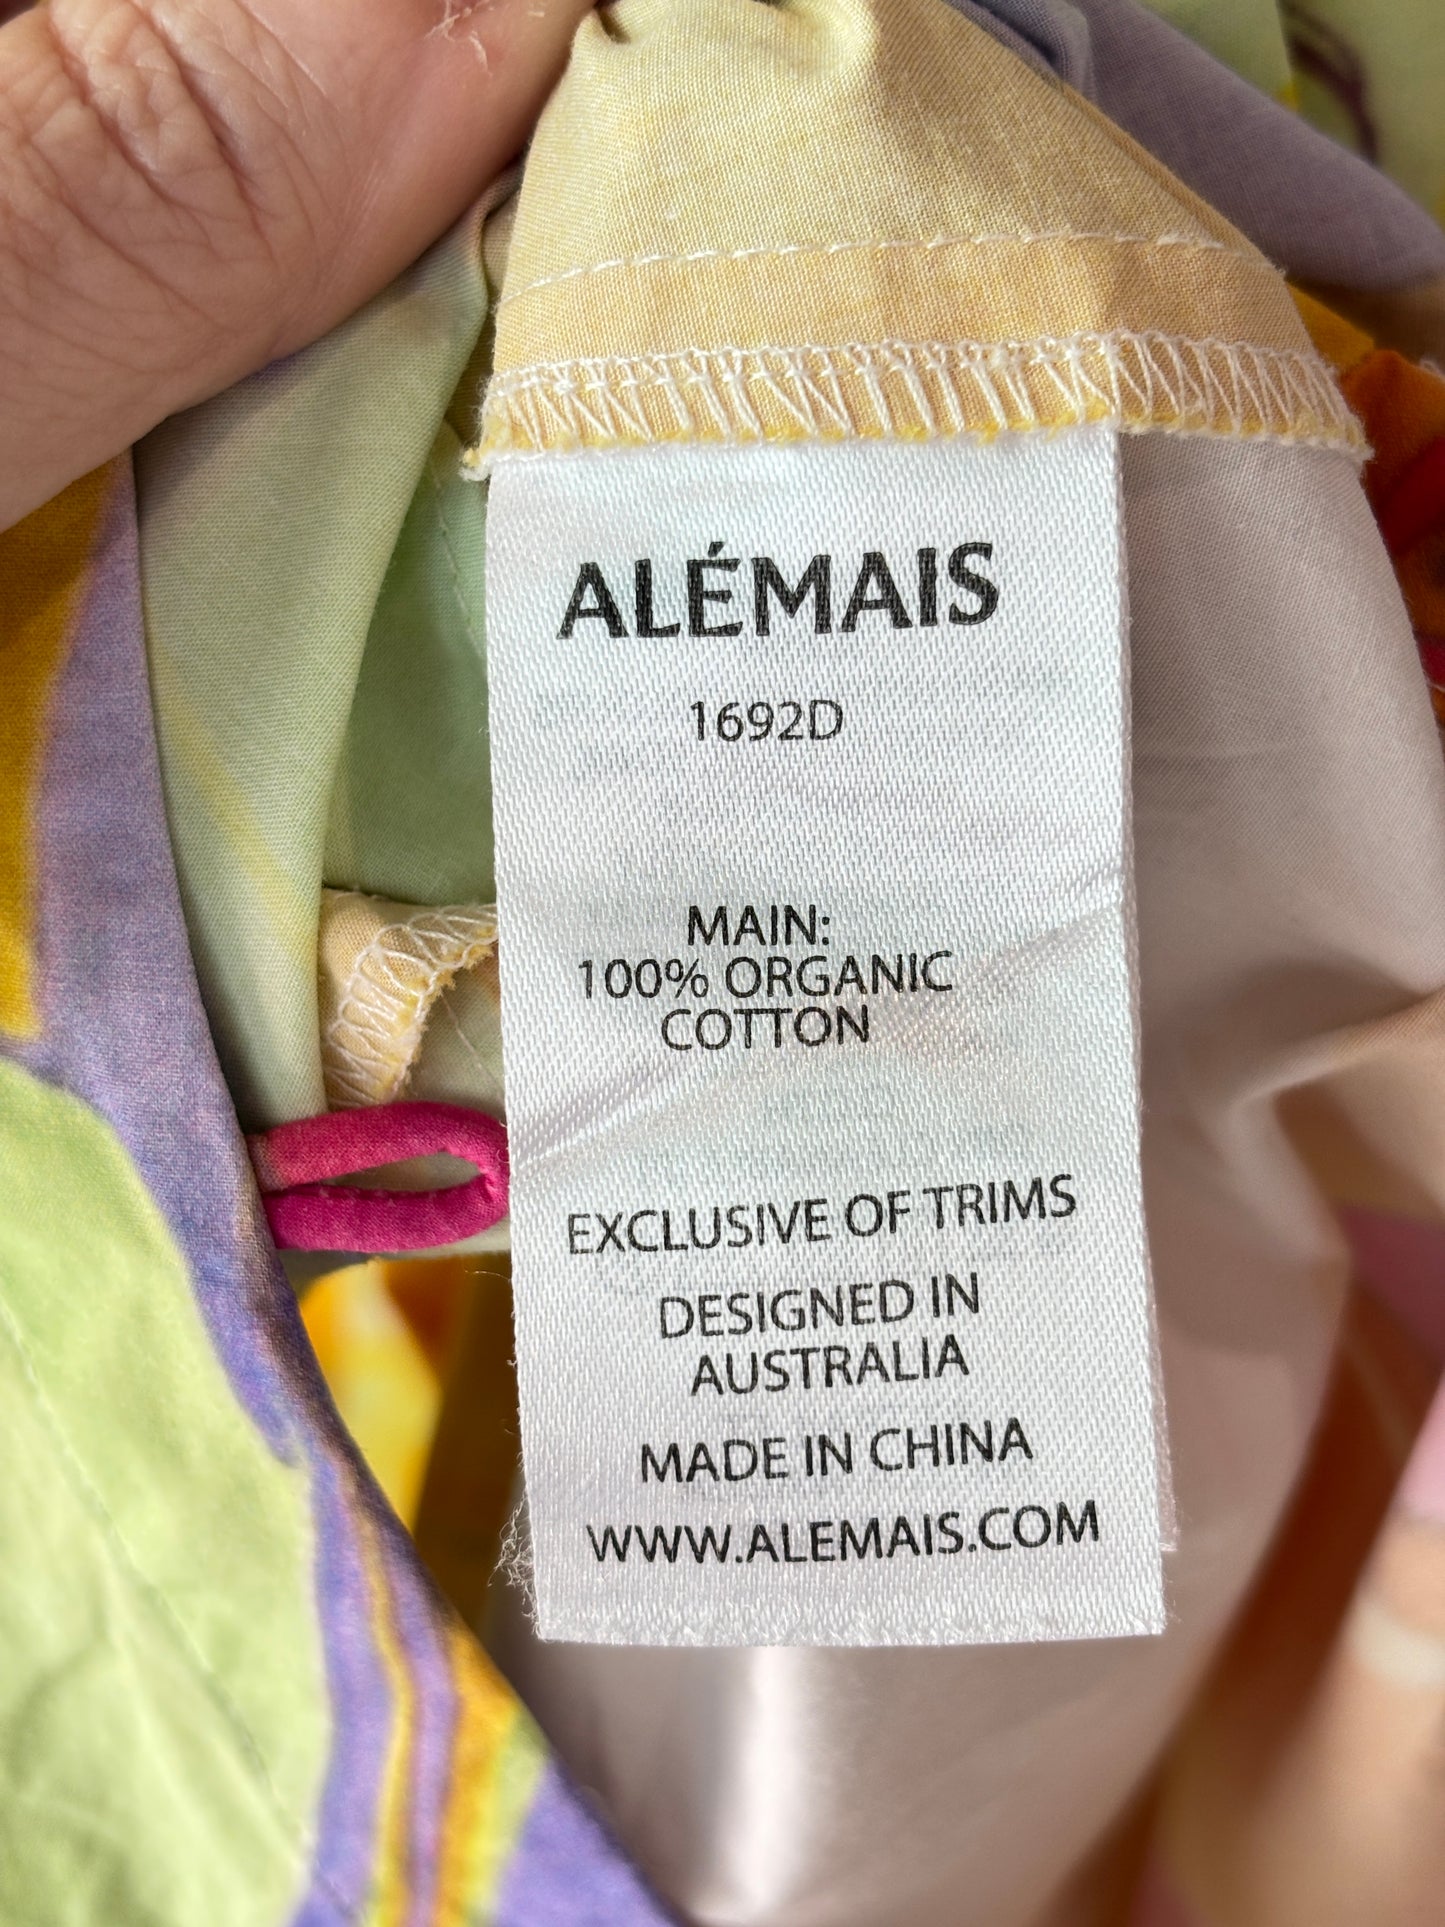 ALÉMAIS
1692D
MAIN:
100% ORGANIC
COTTON
EXCLUSIVE OF TRIMS
DESIGNED IN
AUSTRALIA
MADE IN CHINA
WWW.ALEMAIS.COM